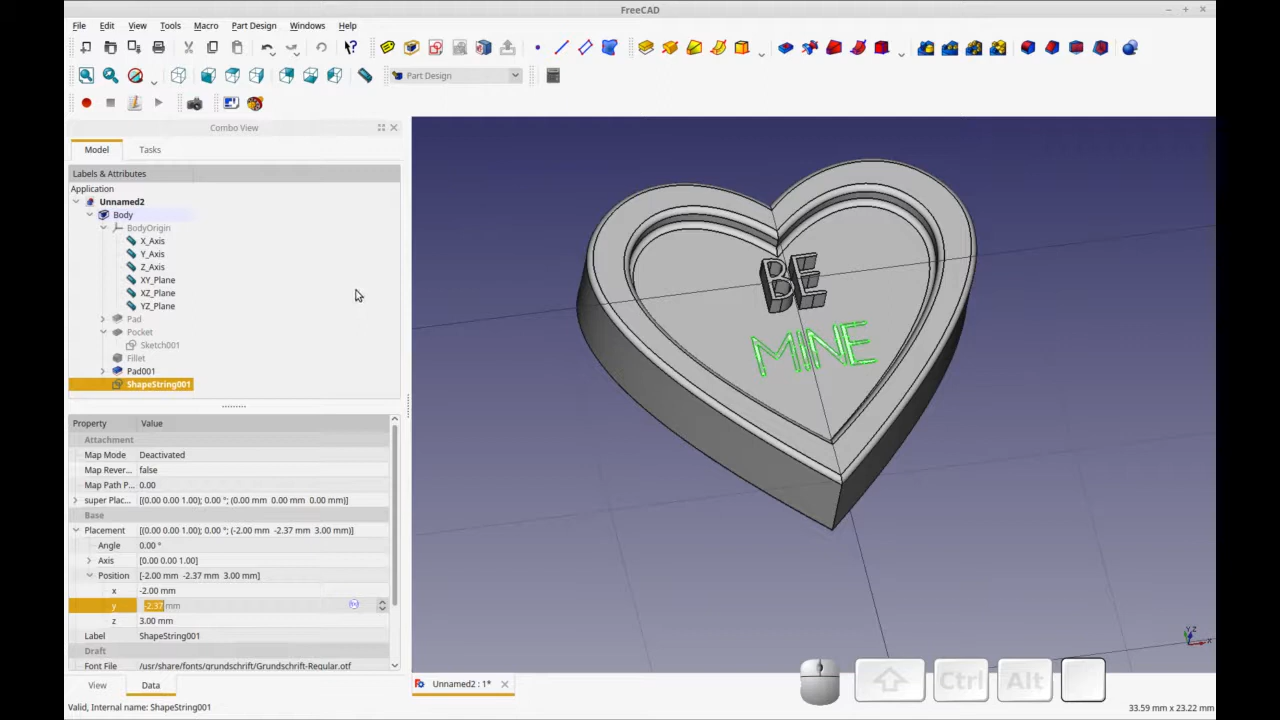 FreeCAD
File Edit View Tools Macro Part Design Windows Help
Part Design
Combo View
Model Tasks
Labels & Attributes
Application
Unnamed2
Body
BodyOrigin
X_Axis
Y_Axis
Z_Axis
XY_Plane
XZ_Plane
YZ_Plane
Pad
Pocket
Sketch001
Fillet
Pad001
ShapeString001
BE
MINE
Property Value
Attachment
Map Mode Deactivated
Map Rever... false
Map Path P... 0.00
super Plac... [(0.00 0.00 1.00); 0.00 °; (0.00 mm 0.00 mm 0.00 mm)]
Base
Placement [(0.00 0.00 1.00); 0.00 °; (-2.00 mm -2.37 mm 3.00 mm)]
Angle 0.00 °
Axis [0.00 0.00 1.00]
Position [-2.00 mm -2.37 mm 3.00 mm]
x -2.00 mm
y -2.37 mm
z 3.00 mm
Label ShapeString001
Draft
Font File /usr/share/fonts/grundschrift/Grundschrift-Regular.otf
View Data
Unnamed2 : 1*
Ctrl Alt
Valid, Internal name: ShapeString001
33.59 mm x 23.22 mm